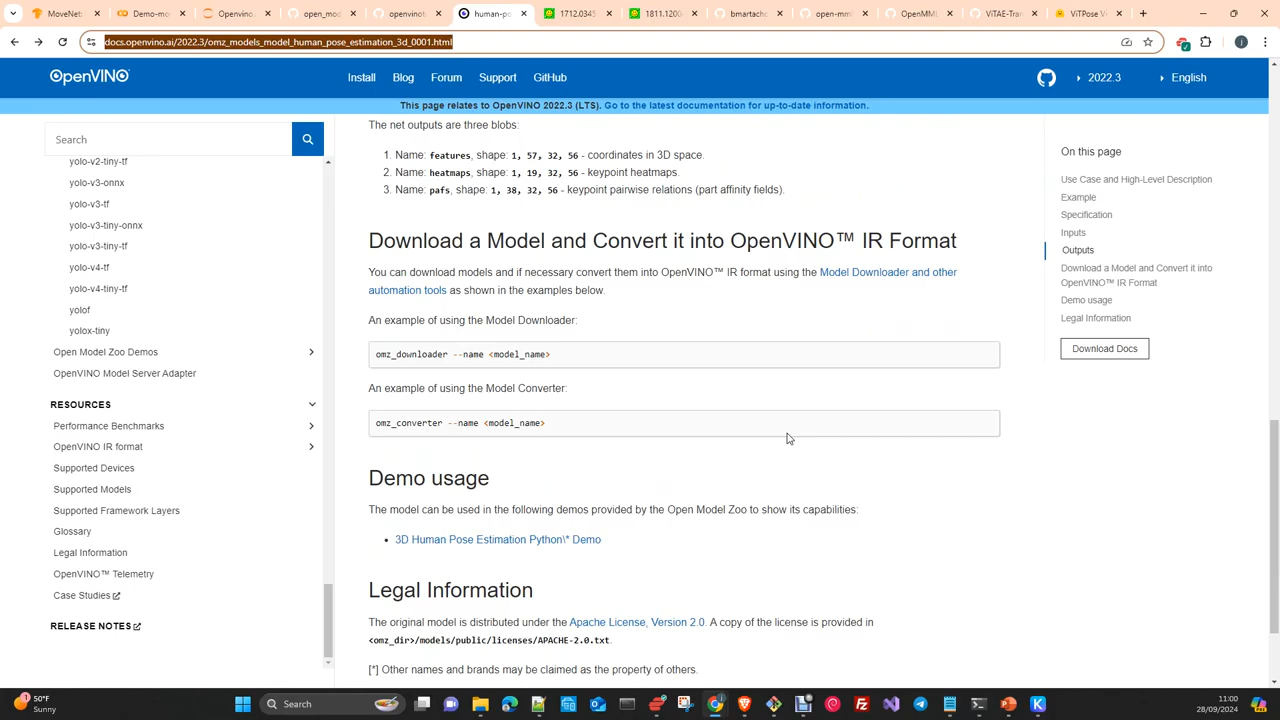 MoveNet:
Demo-mo
Openvino
open_mod
openvinot
human-po
1712.0345
1811.1200
bmartacho
open-mm
OpenMML
ViTAE-Tran
ViTPose V
docs.openvino.ai/2022.3/omz_models_model_human_pose_estimation_3d_0001.html
OpenVINO
Install Blog Forum Support GitHub
2022.3
English
This page relates to OpenVINO 2022.3 (LTS). Go to the latest documentation for up-to-date information.
Search
yolo-v2-tiny-tf
yolo-v3-onnx
yolo-v3-tf
yolo-v3-tiny-onnx
yolo-v3-tiny-tf
yolo-v4-tf
yolo-v4-tiny-tf
yolof
yolox-tiny
Open Model Zoo Demos
OpenVINO Model Server Adapter
RESOURCES
Performance Benchmarks
OpenVINO IR format
Supported Devices
Supported Models
Supported Framework Layers
Glossary
Legal Information
OpenVINO™ Telemetry
Case Studies
RELEASE NOTES
The net outputs are three blobs:
1. Name: features, shape: 1, 57, 32, 56 - coordinates in 3D space.
2. Name: heatmaps, shape: 1, 19, 32, 56 - keypoint heatmaps.
3. Name: pafs, shape: 1, 38, 32, 56 - keypoint pairwise relations (part affinity fields).
Download a Model and Convert it into OpenVINO™ IR Format
You can download models and if necessary convert them into OpenVINO™ IR format using the Model Downloader and other
automation tools as shown in the examples below.
An example of using the Model Downloader:
omz_downloader --name <model_name>
An example of using the Model Converter:
omz_converter --name <model_name>
Demo usage
The model can be used in the following demos provided by the Open Model Zoo to show its capabilities:
• 3D Human Pose Estimation Python\* Demo
Legal Information
The original model is distributed under the Apache License, Version 2.0. A copy of the license is provided in
<omz_dir>/models/public/licenses/APACHE-2.0.txt.
[*] Other names and brands may be claimed as the property of others.
On this page
Use Case and High-Level Description
Example
Specification
Inputs
Outputs
Download a Model and Convert it into
OpenVINO™ IR Format
Demo usage
Legal Information
Download Docs
50°F
Sunny
Search
11:00
28/09/2024